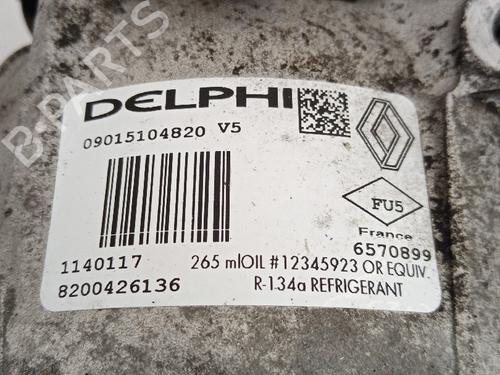 B-PARTS
DELPHI
09015104820 V5
FU5
France
6570899
1140117
265 mlOIL #12345923 OR EQUIV.
8200426136
R-134a REFRIGERANT